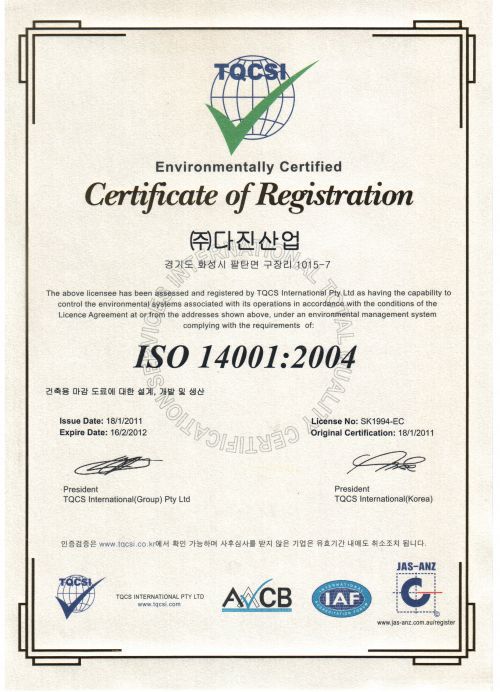 TQCSI
Environmentally Certified
Certificate of Registration
㈜다진산업
경기도 화성시 팔탄면 구장리 1015-7
The above licensee has been assessed and registered by TQCS International Pty Ltd as having the capability to
control the environmental systems associated with its operations in accordance with the conditions of the
Licence Agreement at or from the addresses shown above, under an environmental management system
complying with the requirements of:
ISO 14001:2004
건축용 마감 도료에 대한 설계, 개발 및 생산
Issue Date: 18/1/2011
License No: SK1994-EC
Expire Date: 16/2/2012
Original Certification: 18/1/2011
President
TQCS International(Group) Pty Ltd
President
TQCS International(Korea)
인증검증은 www.tqcsi.co.kr에서 확인 가능하며 사후심사를 받지 않은 기업은 유효기간 내에도 취소조치 됩니다.
TQCSI
TQCS INTERNATIONAL PTY LTD
www.tqcsi.com
AWCB
INTERNATIONAL
IAF
ACCREDITATION FORUM
JAS-ANZ
C
www.jas-anz.com.au/register